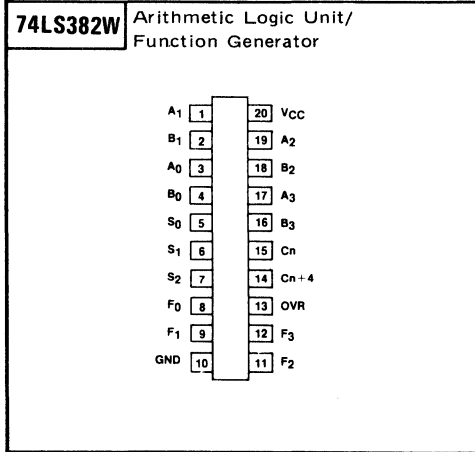 74LS382W
Arithmetic Logic Unit/
Function Generator
A1 1 20 VCC
B1 2 19 A2
A0 3 18 B2
B0 4 17 A3
S0 5 16 B3
S1 6 15 Cn
S2 7 14 Cn+4
F0 8 13 OVR
F1 9 12 F3
GND 10 11 F2